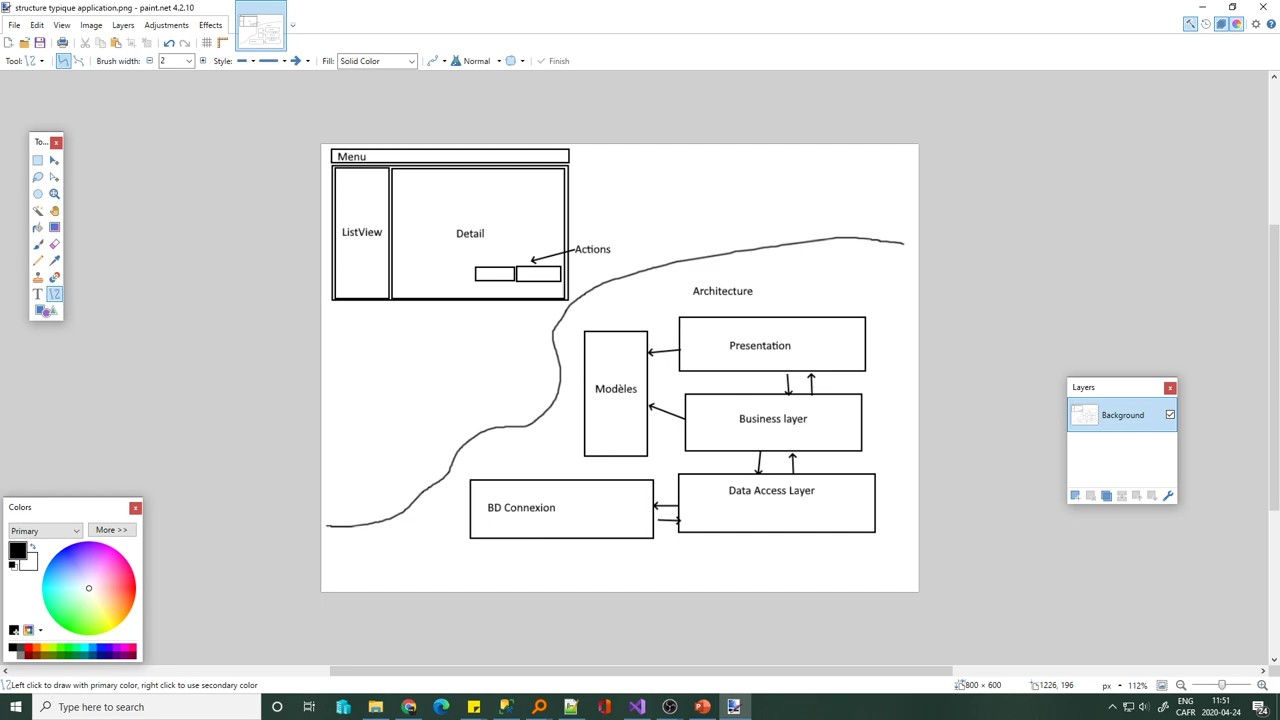 structure typique application.png - paint.net 4.2.10
File Edit View Image Layers Adjustments Effects
Tool: Brush width: 2 Style: Fill: Solid Color Normal Finish
To...
Menu
ListView
Detail
Actions
Architecture
Presentation
Modèles
Business layer
Data Access Layer
BD Connexion
Layers
Background
Colors
Primary
More >>
Left click to draw with primary color, right click to use secondary color
800 × 600
1226, 196
px
112%
Type here to search
ENG
CAFR
11:51
2020-04-24
24